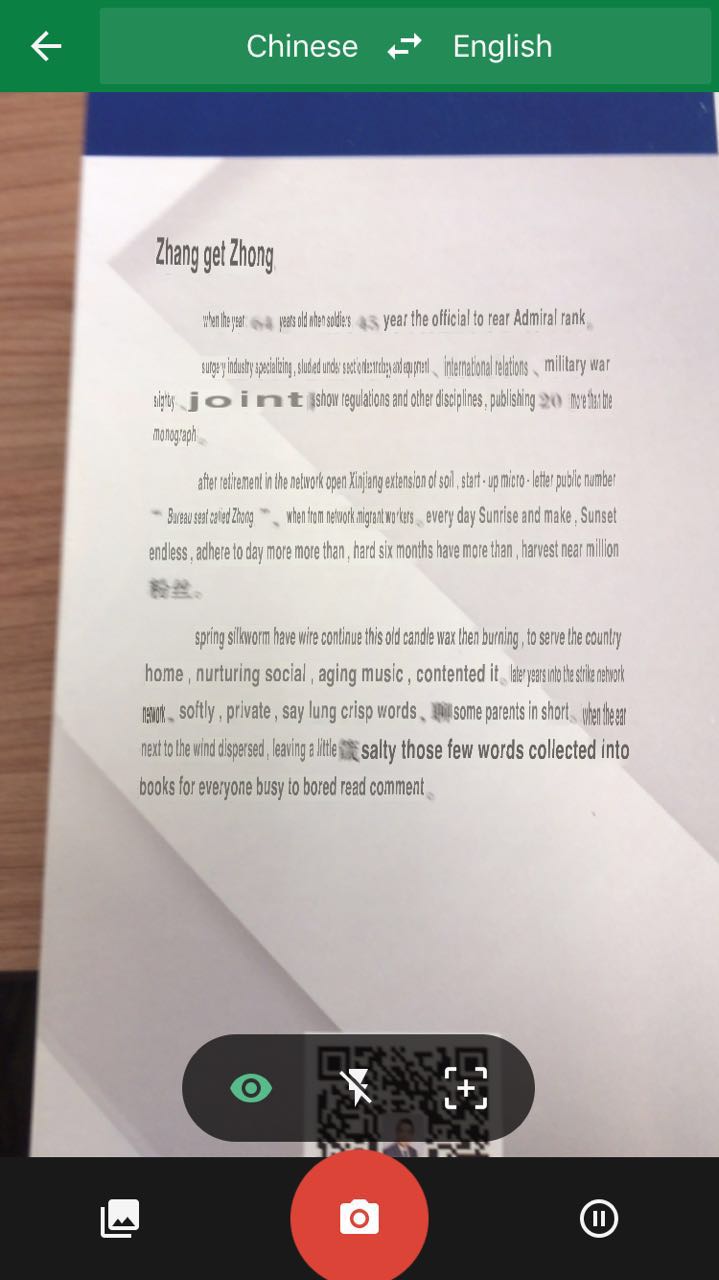 Chinese English
Zhang get Zhong
when the year 64 years old when soldiers 45 year the official to rear Admiral rank。
surgery industry specializing , studied under section technology and equipment 、 international relations 、 military war
、 joint show regulations and other disciplines , publishing 20 more than the
monograph 。
after retirement in the network open Xinjiang extension of soil , start - up micro - letter public number
" Bureau seat called Zhong " 、 when from network migrant workers 。 every day Sunrise and make , Sunset
endless , adhere to day more more than , hard six months have more than , harvest near million
粉丝。
spring silkworm have wire continue this old candle wax then burning , to serve the country
home , nurturing social , aging music , contented it 。 later years into the strike network
network 、 softly , private , say lung crisp words 、 聊 some parents in short 。 when the ear
next to the wind dispersed , leaving a little salty those few words collected into
books for everyone busy to bored read comment 。